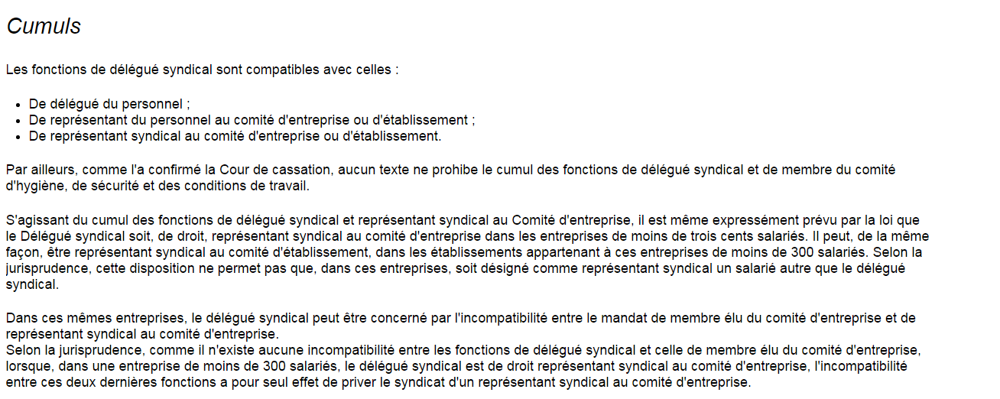 Cumuls
Les fonctions de délégué syndical sont compatibles avec celles :
• De délégué du personnel ;
• De représentant du personnel au comité d'entreprise ou d'établissement ;
• De représentant syndical au comité d'entreprise ou d'établissement.
Par ailleurs, comme l'a confirmé la Cour de cassation, aucun texte ne prohibe le cumul des fonctions de délégué syndical et de membre du comité
d'hygiène, de sécurité et des conditions de travail.
S'agissant du cumul des fonctions de délégué syndical et représentant syndical au Comité d'entreprise, il est même expressément prévu par la loi que
le Délégué syndical soit, de droit, représentant syndical au comité d'entreprise dans les entreprises de moins de trois cents salariés. Il peut, de la même
façon, être représentant syndical au comité d'établissement, dans les établissements appartenant à ces entreprises de moins de 300 salariés. Selon la
jurisprudence, cette disposition ne permet pas que, dans ces entreprises, soit désigné comme représentant syndical un salarié autre que le délégué
syndical.
Dans ces mêmes entreprises, le délégué syndical peut être concerné par l'incompatibilité entre le mandat de membre élu du comité d'entreprise et de
représentant syndical au comité d'entreprise.
Selon la jurisprudence, comme il n'existe aucune incompatibilité entre les fonctions de délégué syndical et celle de membre élu du comité d'entreprise,
lorsque, dans une entreprise de moins de 300 salariés, le délégué syndical est de droit représentant syndical au comité d'entreprise, l'incompatibilité
entre ces deux dernières fonctions a pour seul effet de priver le syndicat d'un représentant syndical au comité d'entreprise.